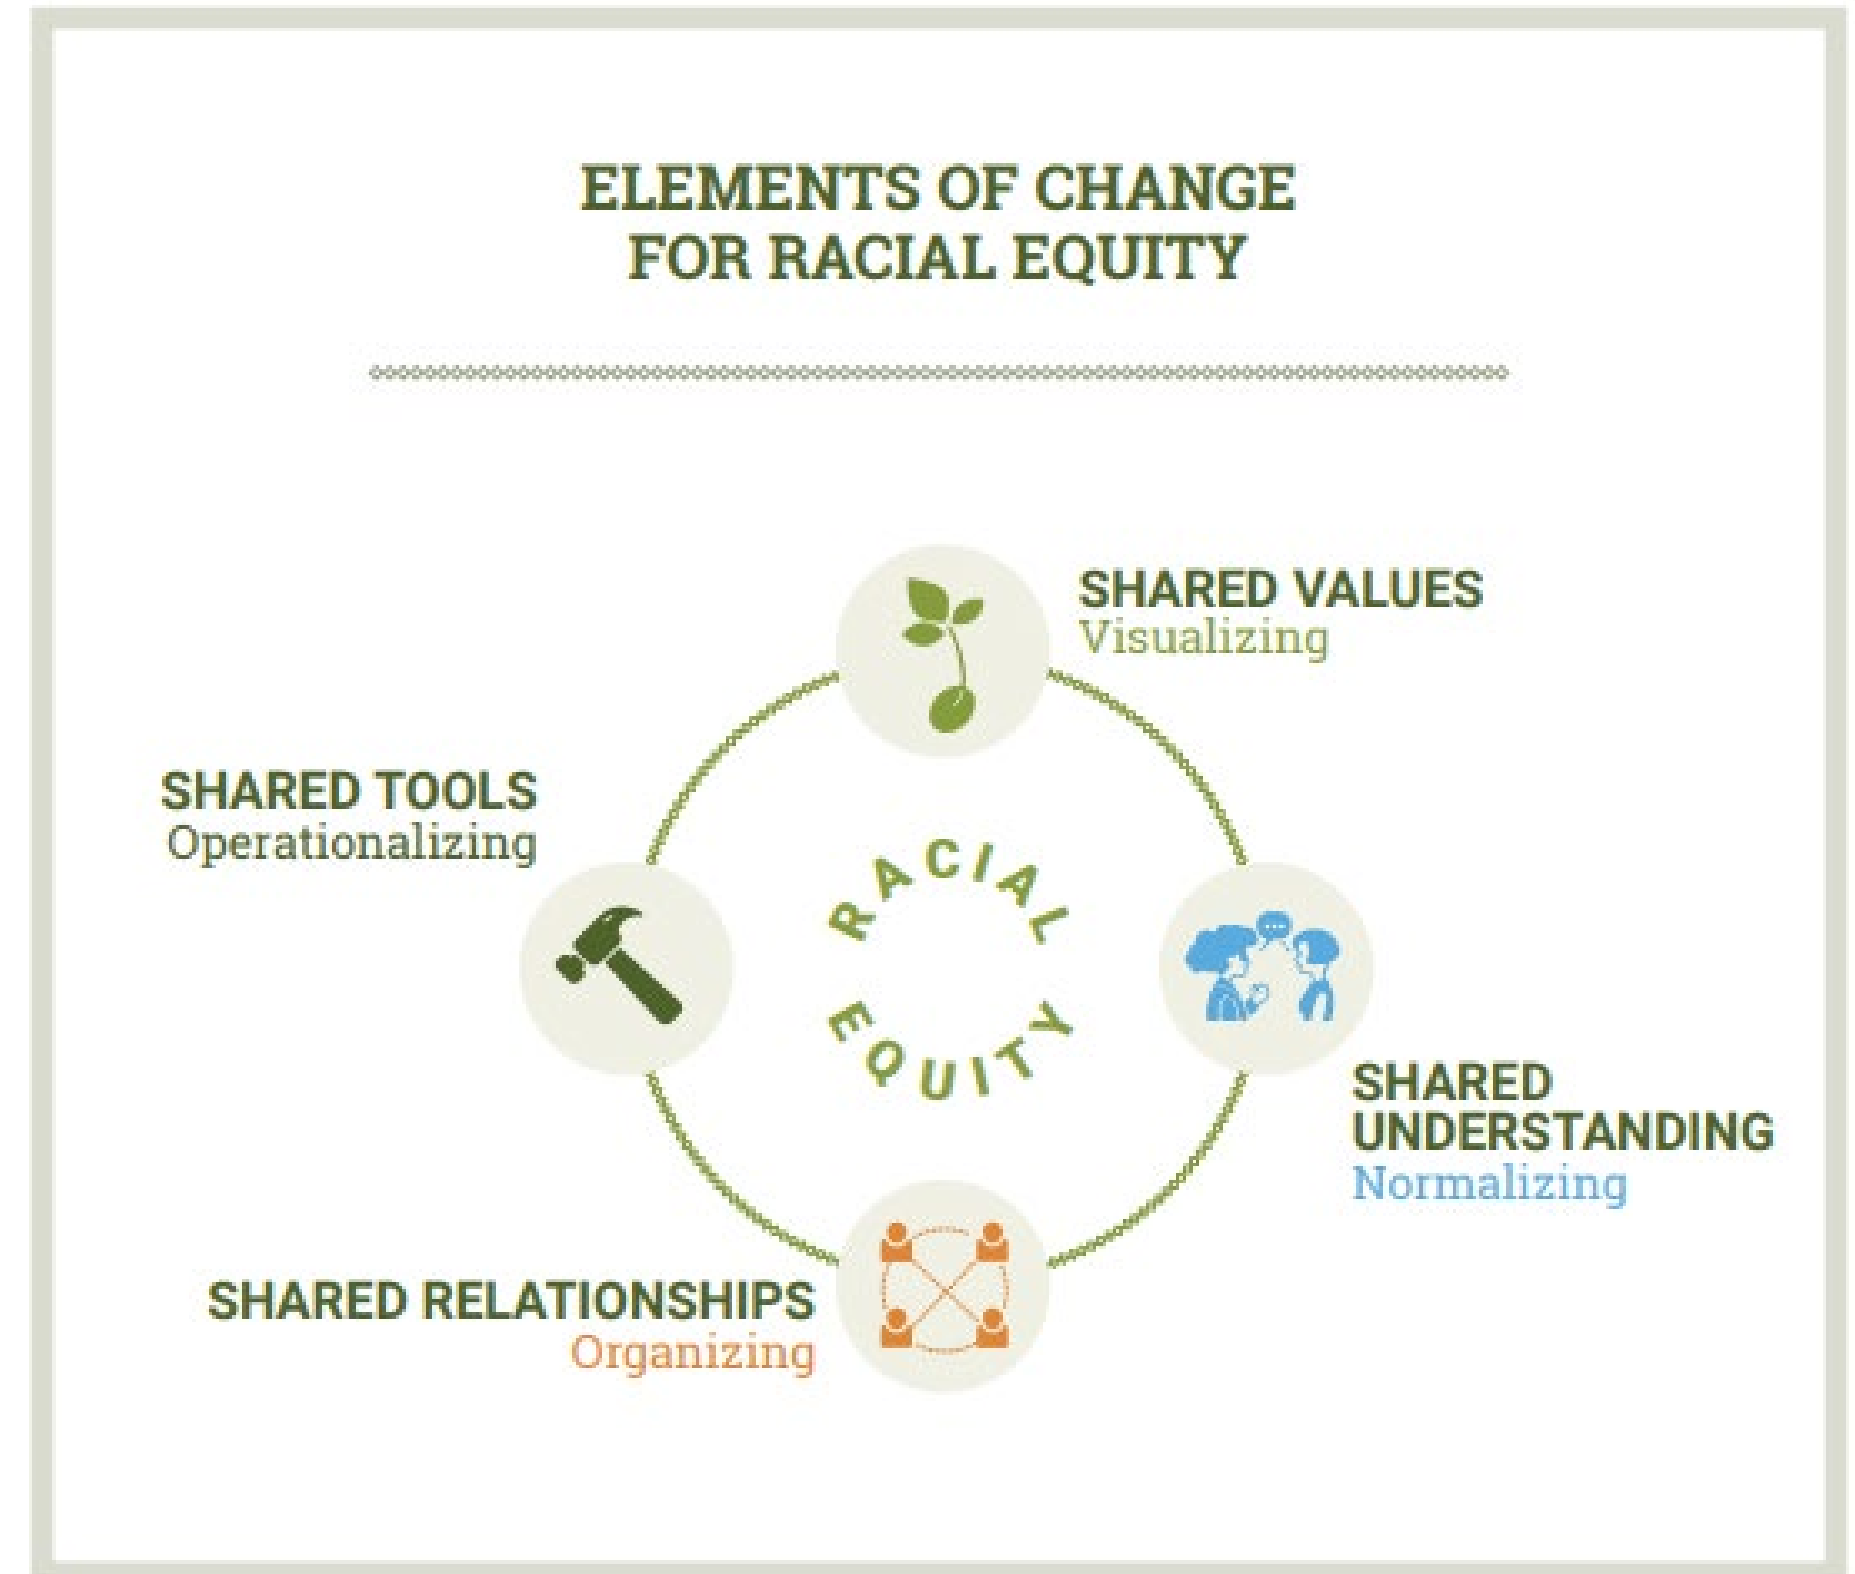 ELEMENTS OF CHANGE
FOR RACIAL EQUITY
SHARED VALUES
Visualizing
SHARED TOOLS
Operationalizing
RACIAL
EQUITY
SHARED
UNDERSTANDING
Normalizing
SHARED RELATIONSHIPS
Organizing